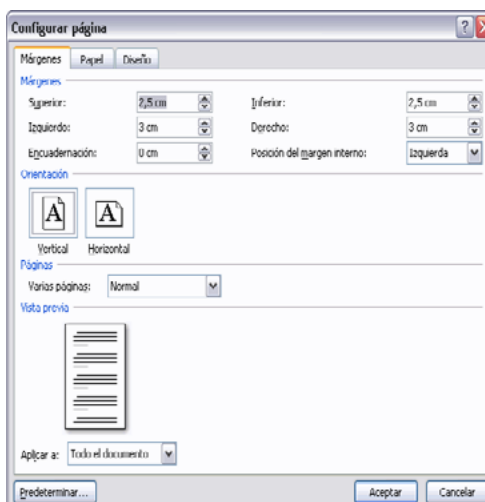 Configurar página
Márgenes Papel Diseño
Márgenes
Superior: 2,5 cm Inferior: 2,5 cm
Izquierdo: 3 cm Derecho: 3 cm
Encuadernación: 0 cm Posición del margen interno: Izquierda
Orientación
A A
Vertical Horizontal
Páginas
Varias páginas: Normal
Vista previa
Aplicar a: Todo el documento
Predeterminar... Aceptar Cancelar